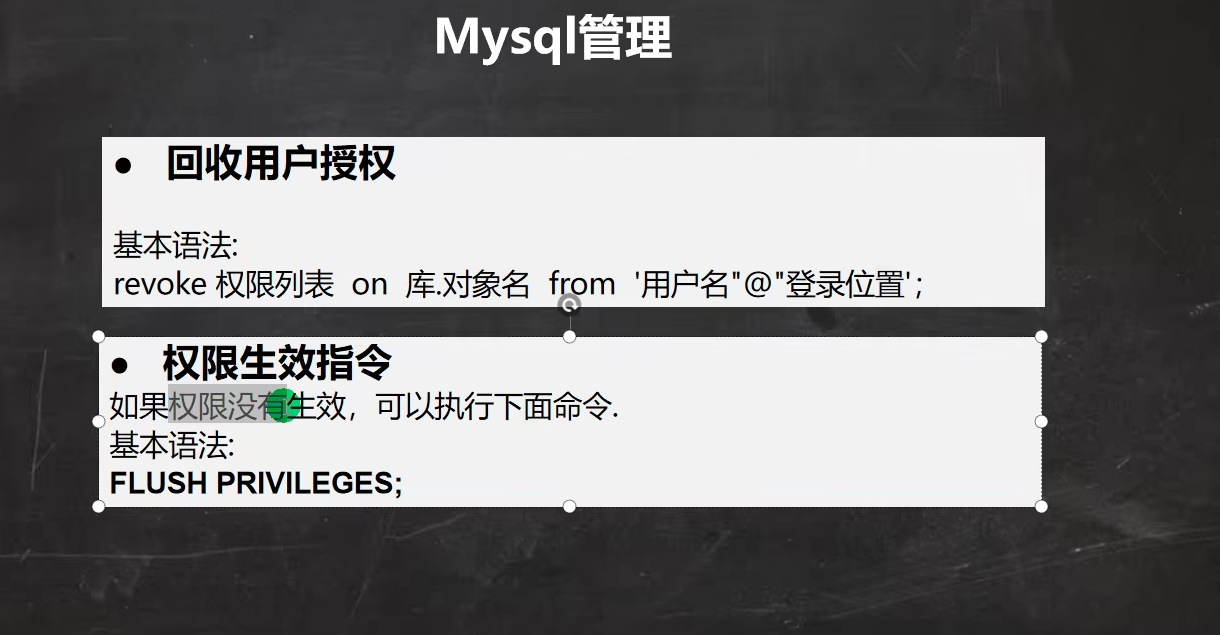 Mysql管理
● 回收用户授权
基本语法:
revoke 权限列表 on 库.对象名 from '用户名"@"登录位置';
● 权限生效指令
如果权限没有生效，可以执行下面命令.
基本语法:
FLUSH PRIVILEGES;